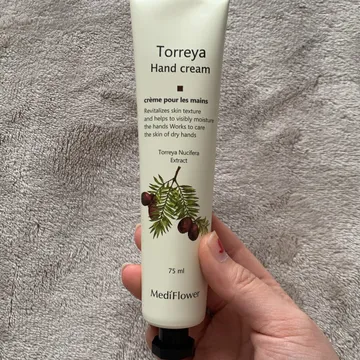 Torreya
Hand cream
crème pour les mains
Revitalizes skin texture
and helps to visibly moisture
the hands Works to care
the skin of dry hands
Torreya Nucifera
Extract
75 ml
MediFlower